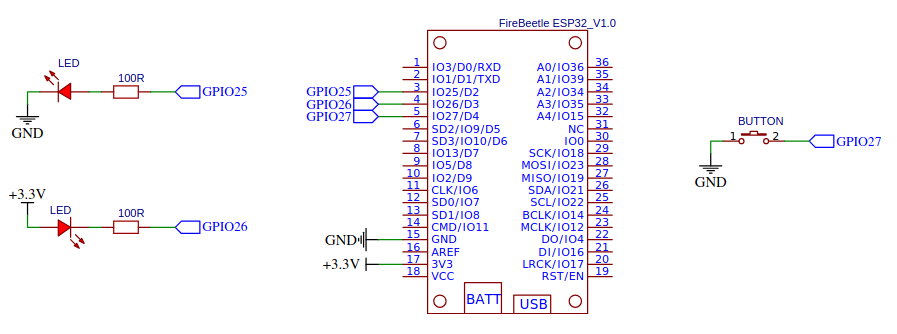 FireBeetle ESP32_V1.0
LED
100R
GPIO25
GND
+3.3V
LED
100R
GPIO26
GPIO25
GPIO26
GPIO27
GND
+3.3V
1 IO3/D0/RXD A0/IO36 36
2 IO1/D1/TXD A1/IO39 35
3 IO25/D2 A2/IO34 34
4 IO26/D3 A3/IO35 33
5 IO27/D4 A4/IO15 32
6 SD2/IO9/D5 NC 31
7 SD3/IO10/D6 IO0 30
8 IO13/D7 SCK/IO18 29
9 IO5/D8 MOSI/IO23 28
10 IO2/D9 MISO/IO19 27
11 CLK/IO6 SDA/IO21 26
12 SD0/IO7 SCL/IO22 25
13 SD1/IO8 BCLK/IO14 24
14 CMD/IO11 MCLK/IO12 23
15 GND DO/IO4 22
16 AREF DI/IO16 21
17 3V3 LRCK/IO17 20
18 VCC RST/EN 19
BATT
USB
BUTTON
1 2
GPIO27
GND